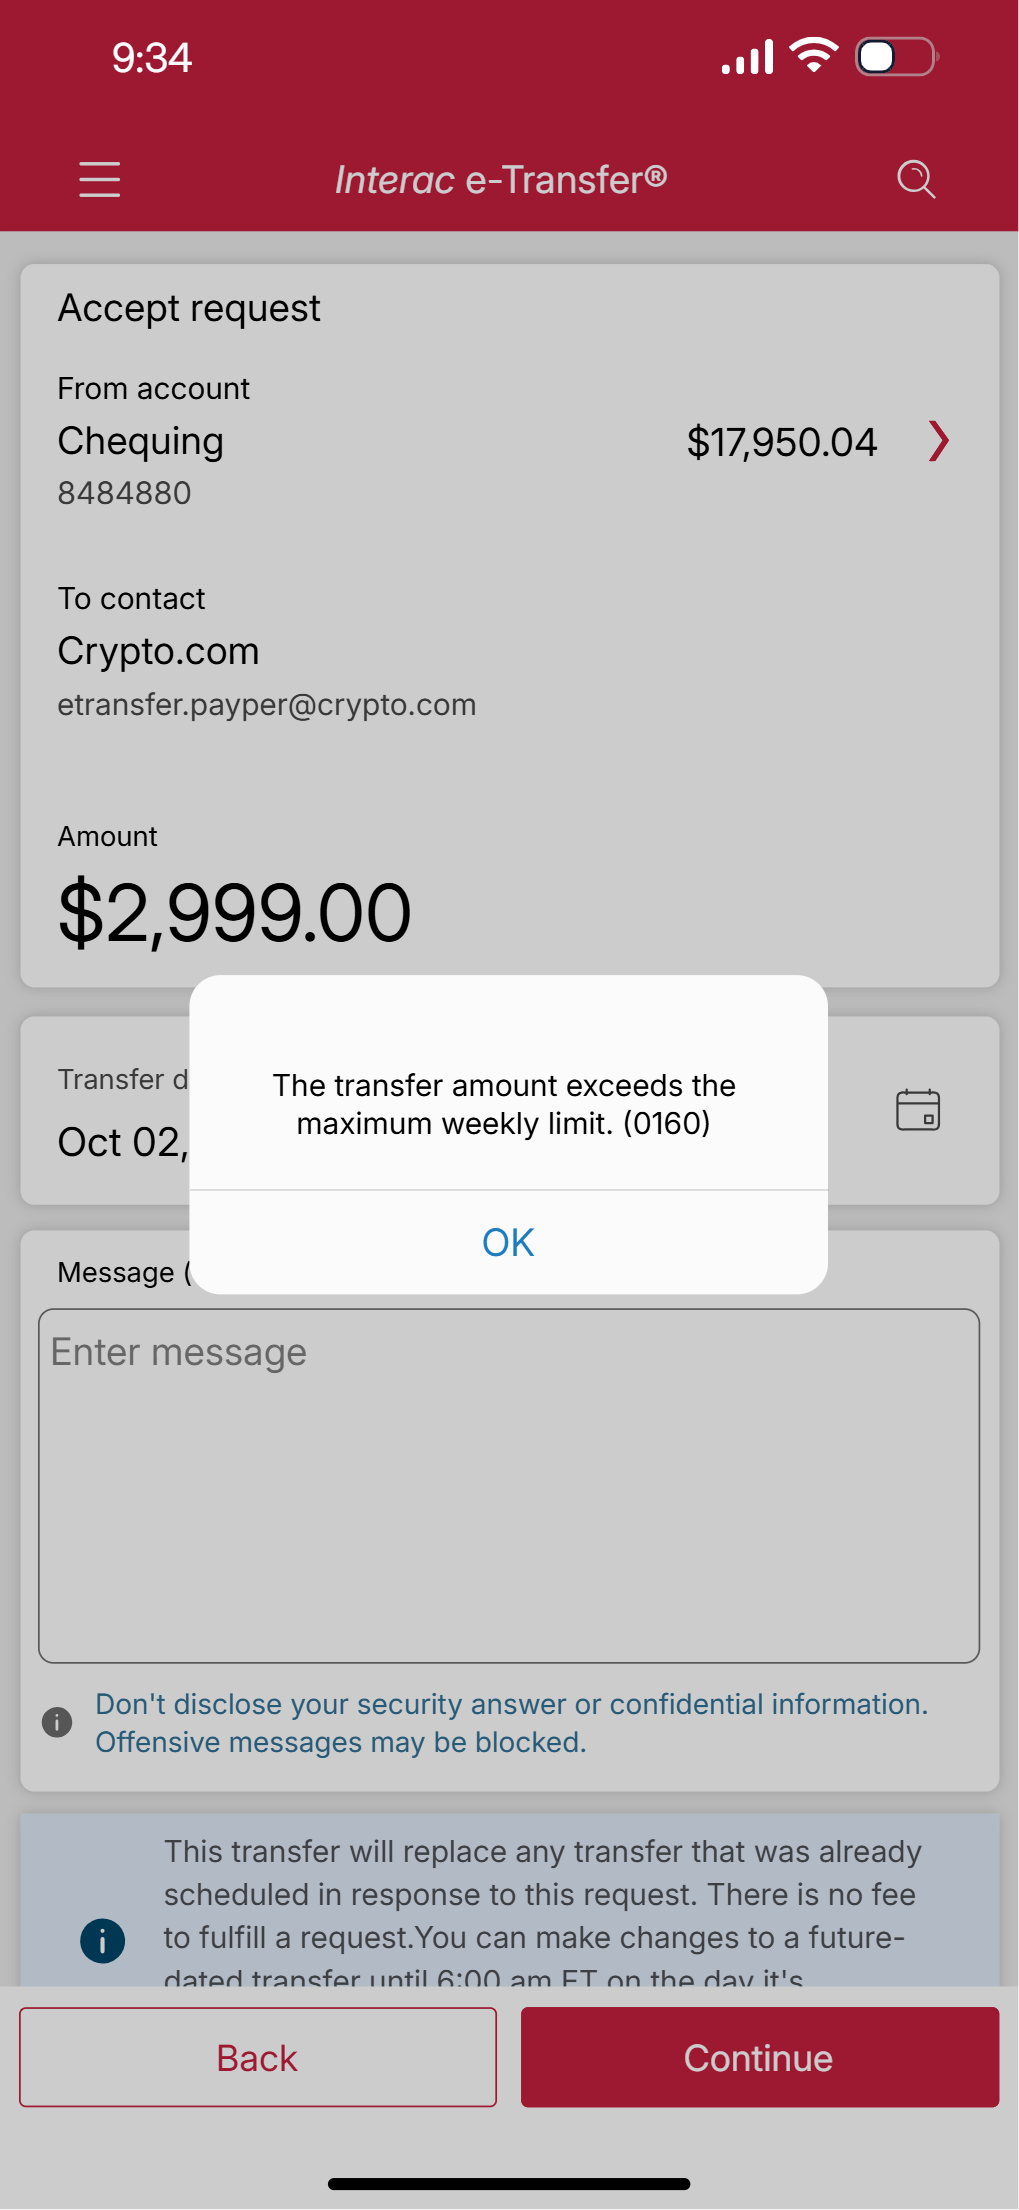 9:34
Interac e-Transfer®
Accept request
From account
Chequing $17,950.04
8484880
To contact
Crypto.com
etransfer.payper@crypto.com
Amount
$2,999.00
The transfer amount exceeds the
maximum weekly limit. (0160)
OK
Transfer d
Oct 02,
Message (
Enter message
Don't disclose your security answer or confidential information.
Offensive messages may be blocked.
This transfer will replace any transfer that was already
scheduled in response to this request. There is no fee
to fulfill a request.You can make changes to a future-
dated transfer until 6:00 am ET on the day it's
Back Continue